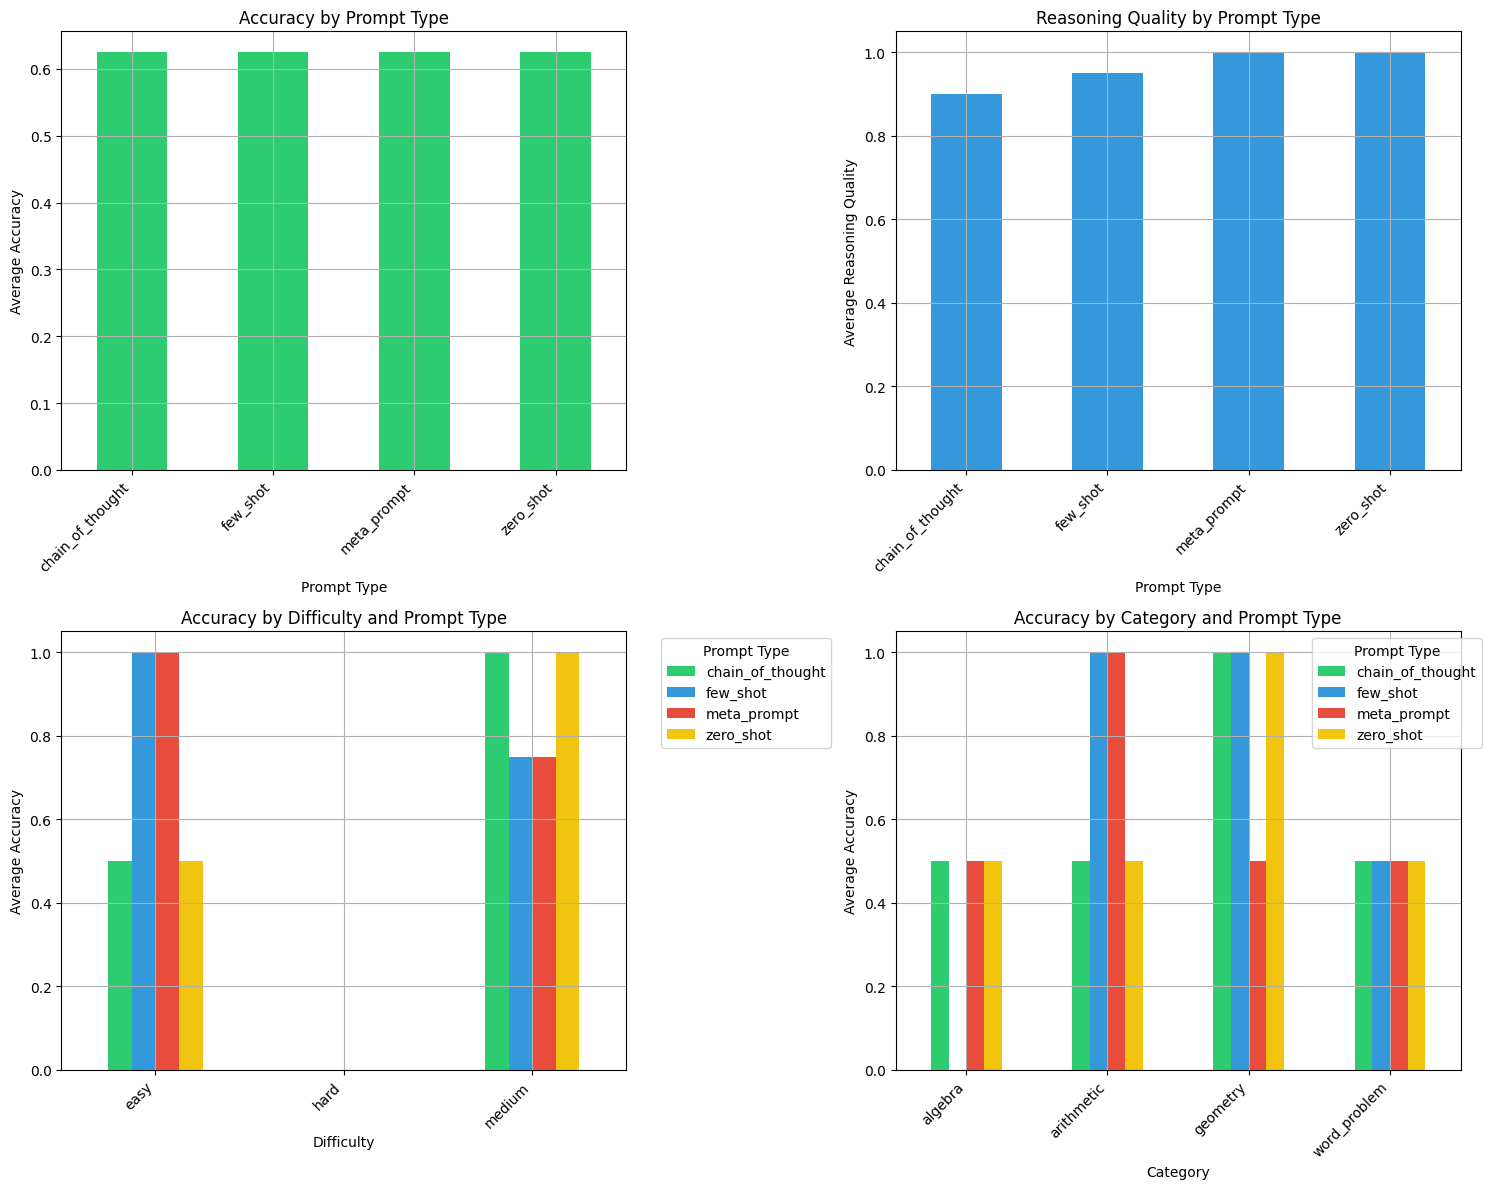 Accuracy by Prompt Type
Average Accuracy
0.6
0.5
0.4
0.3
0.2
0.1
0.0
chain_of_thought
few_shot
meta_prompt
zero_shot
Prompt Type
Reasoning Quality by Prompt Type
Average Reasoning Quality
1.0
0.8
0.6
0.4
0.2
0.0
chain_of_thought
few_shot
meta_prompt
zero_shot
Prompt Type
Accuracy by Difficulty and Prompt Type
Average Accuracy
1.0
0.8
0.6
0.4
0.2
0.0
easy
hard
medium
Difficulty
Prompt Type
chain_of_thought
few_shot
meta_prompt
zero_shot
Accuracy by Category and Prompt Type
Average Accuracy
1.0
0.8
0.6
0.4
0.2
0.0
algebra
arithmetic
geometry
word_problem
Category
Prompt Type
chain_of_thought
few_shot
meta_prompt
zero_shot